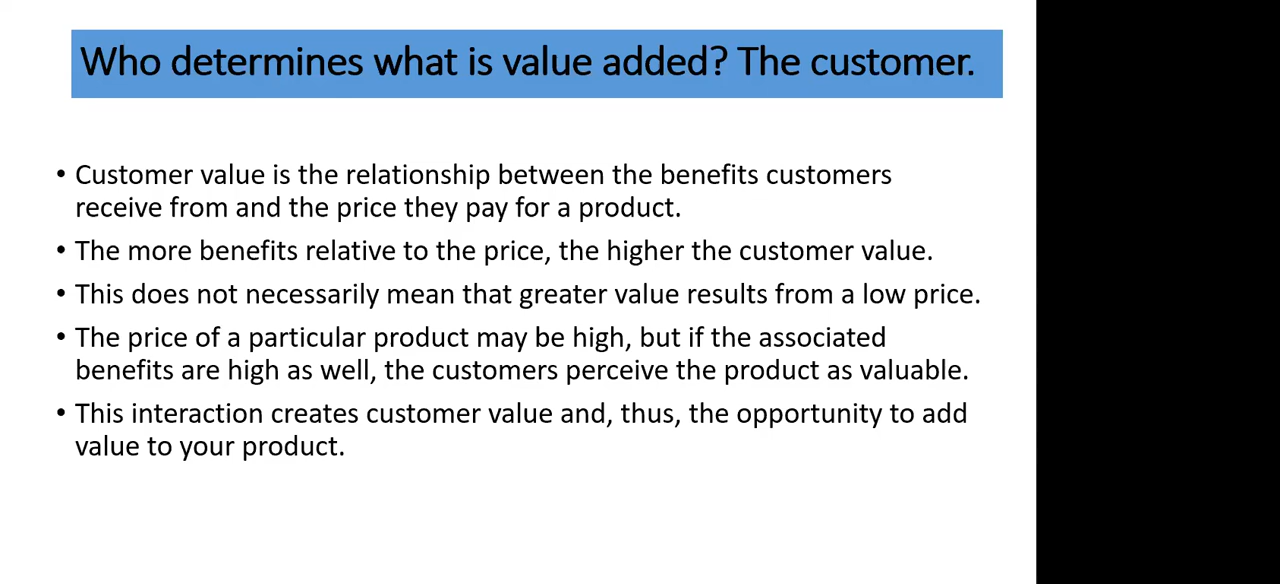 Who determines what is value added? The customer.
• Customer value is the relationship between the benefits customers
receive from and the price they pay for a product.
• The more benefits relative to the price, the higher the customer value.
• This does not necessarily mean that greater value results from a low price.
• The price of a particular product may be high, but if the associated
benefits are high as well, the customers perceive the product as valuable.
• This interaction creates customer value and, thus, the opportunity to add
value to your product.